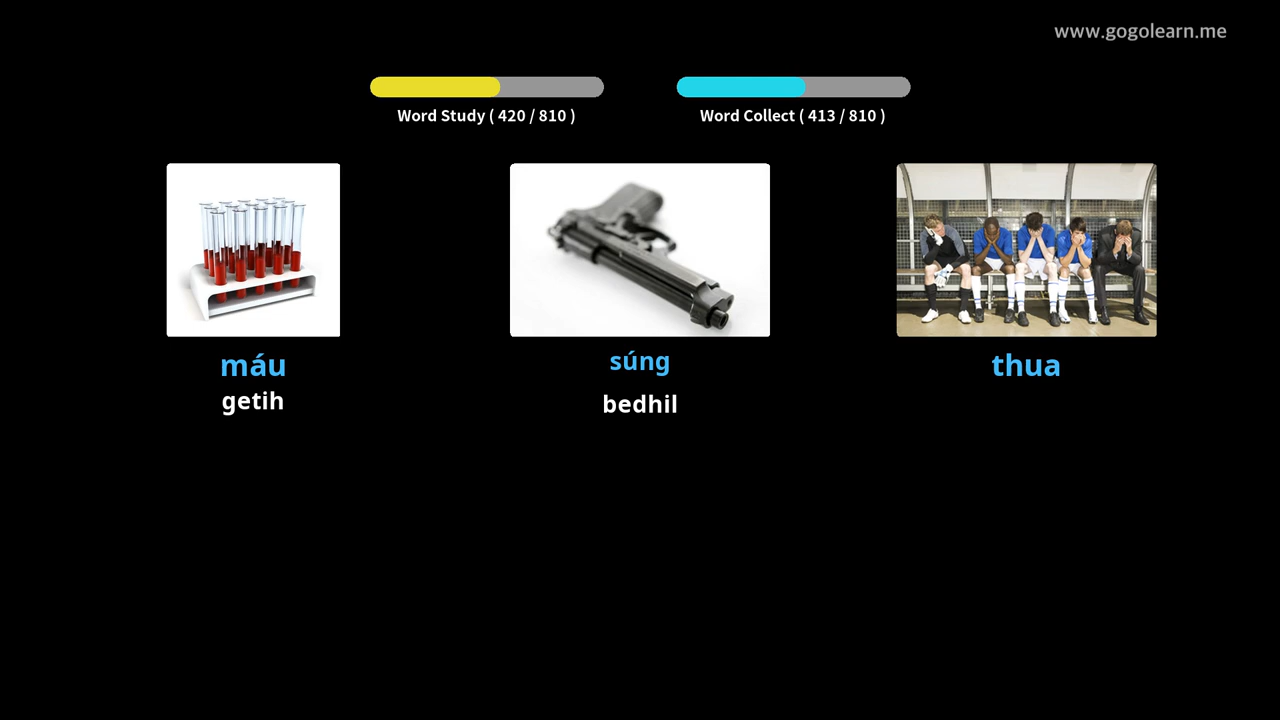 www.gogolearn.me
Word Study ( 420 / 810 )
Word Collect ( 413 / 810 )
máu
getih
súng
bedhil
thua